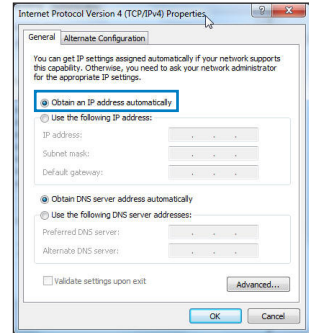 Internet Protocol Version 4 (TCP/IPv4) Properties
General
Alternate Configuration
You can get IP settings assigned automatically if your network supports
this capability. Otherwise, you need to ask your network administrator
for the appropriate IP settings.
Obtain an IP address automatically
Use the following IP address:
IP address:
Subnet mask:
Default gateway:
Obtain DNS server address automatically
Use the following DNS server addresses:
Preferred DNS server:
Alternate DNS server:
Validate settings upon exit
Advanced...
OK
Cancel